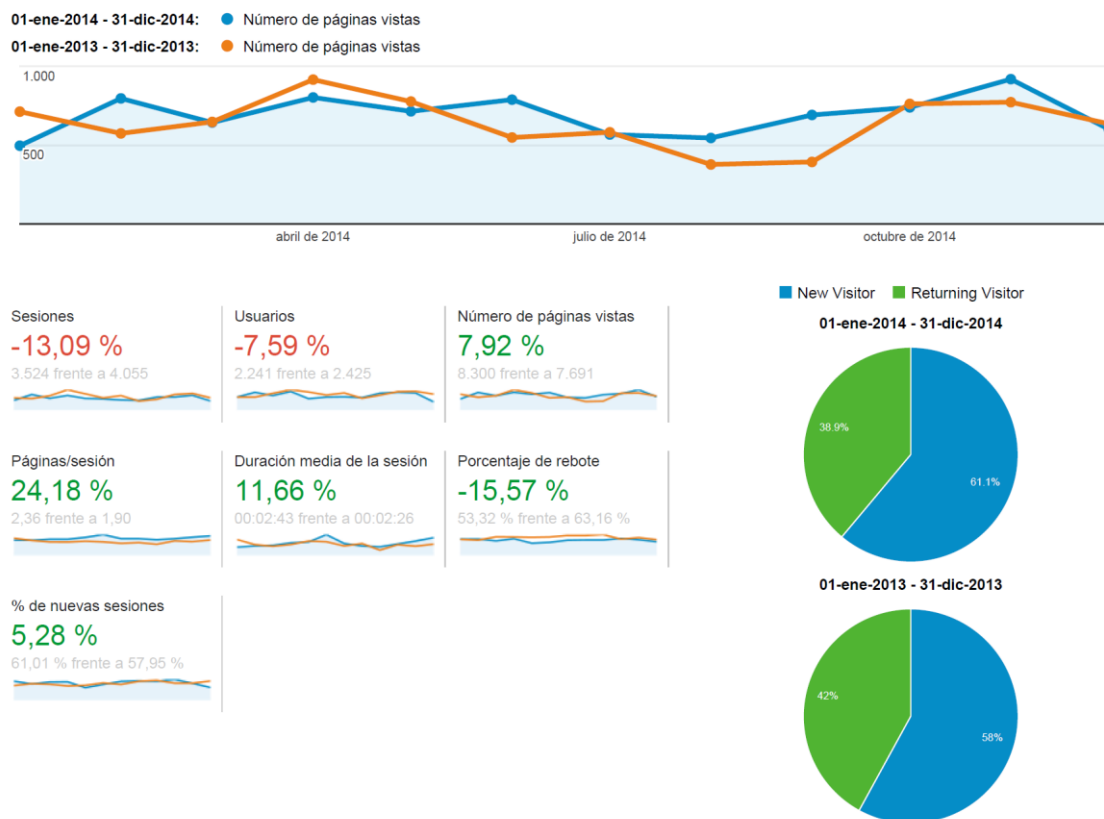 01-ene-2014 - 31-dic-2014: Número de páginas vistas
01-ene-2013 - 31-dic-2013: Número de páginas vistas
1.000
500
abril de 2014 julio de 2014 octubre de 2014
New Visitor Returning Visitor
Sesiones
-13,09 %
3.524 frente a 4.055
Usuarios
-7,59 %
2.241 frente a 2.425
Número de páginas vistas
7,92 %
8.300 frente a 7.691
Páginas/sesión
24,18 %
2,36 frente a 1,90
Duración media de la sesión
11,66 %
00:02:43 frente a 00:02:26
Porcentaje de rebote
-15,57 %
53,32 % frente a 63,16 %
% de nuevas sesiones
5,28 %
61,01 % frente a 57,95 %
01-ene-2014 - 31-dic-2014
38.9%
61.1%
01-ene-2013 - 31-dic-2013
42%
58%